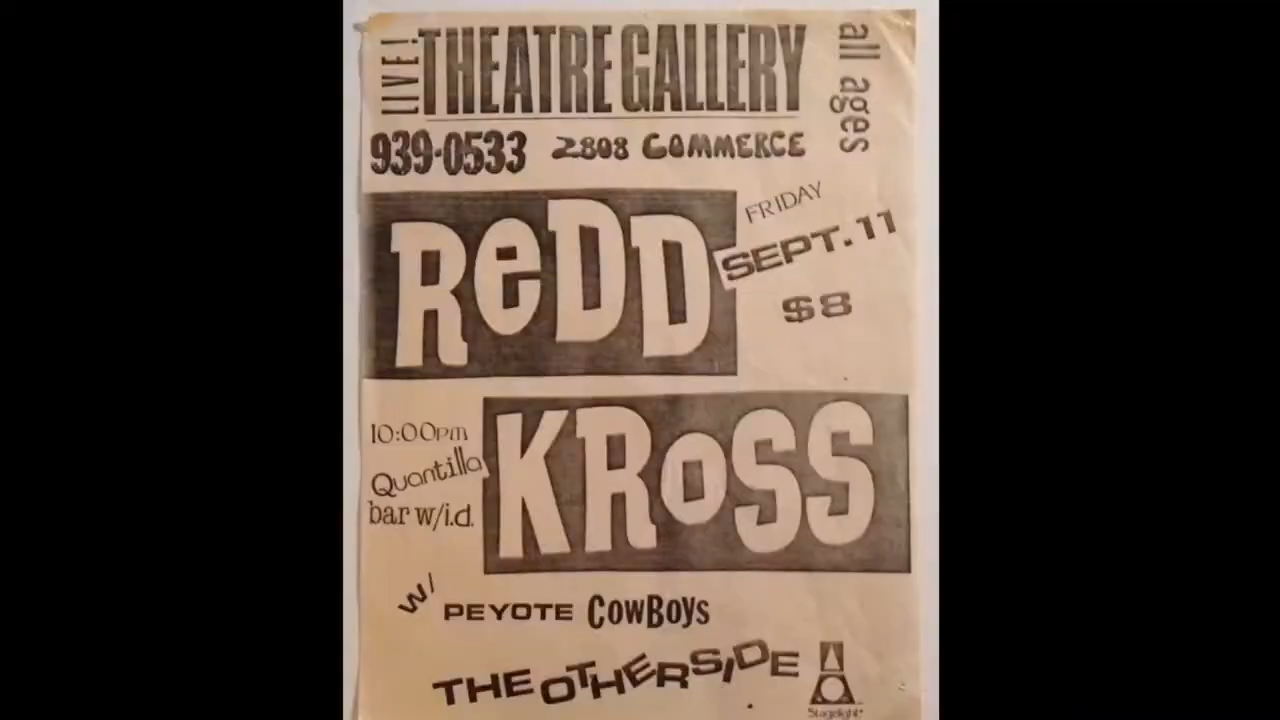 LIVE! THEATRE GALLERY
all ages
939-0533 2808 COMMERCE
ReDD
FRIDAY
SEPT. 11
$8
KRoSS
10:00pm
Quantilla
bar w/i.d.
W/ PEYOTE COWBOYS
THE OTHERSIDE
Stagelight